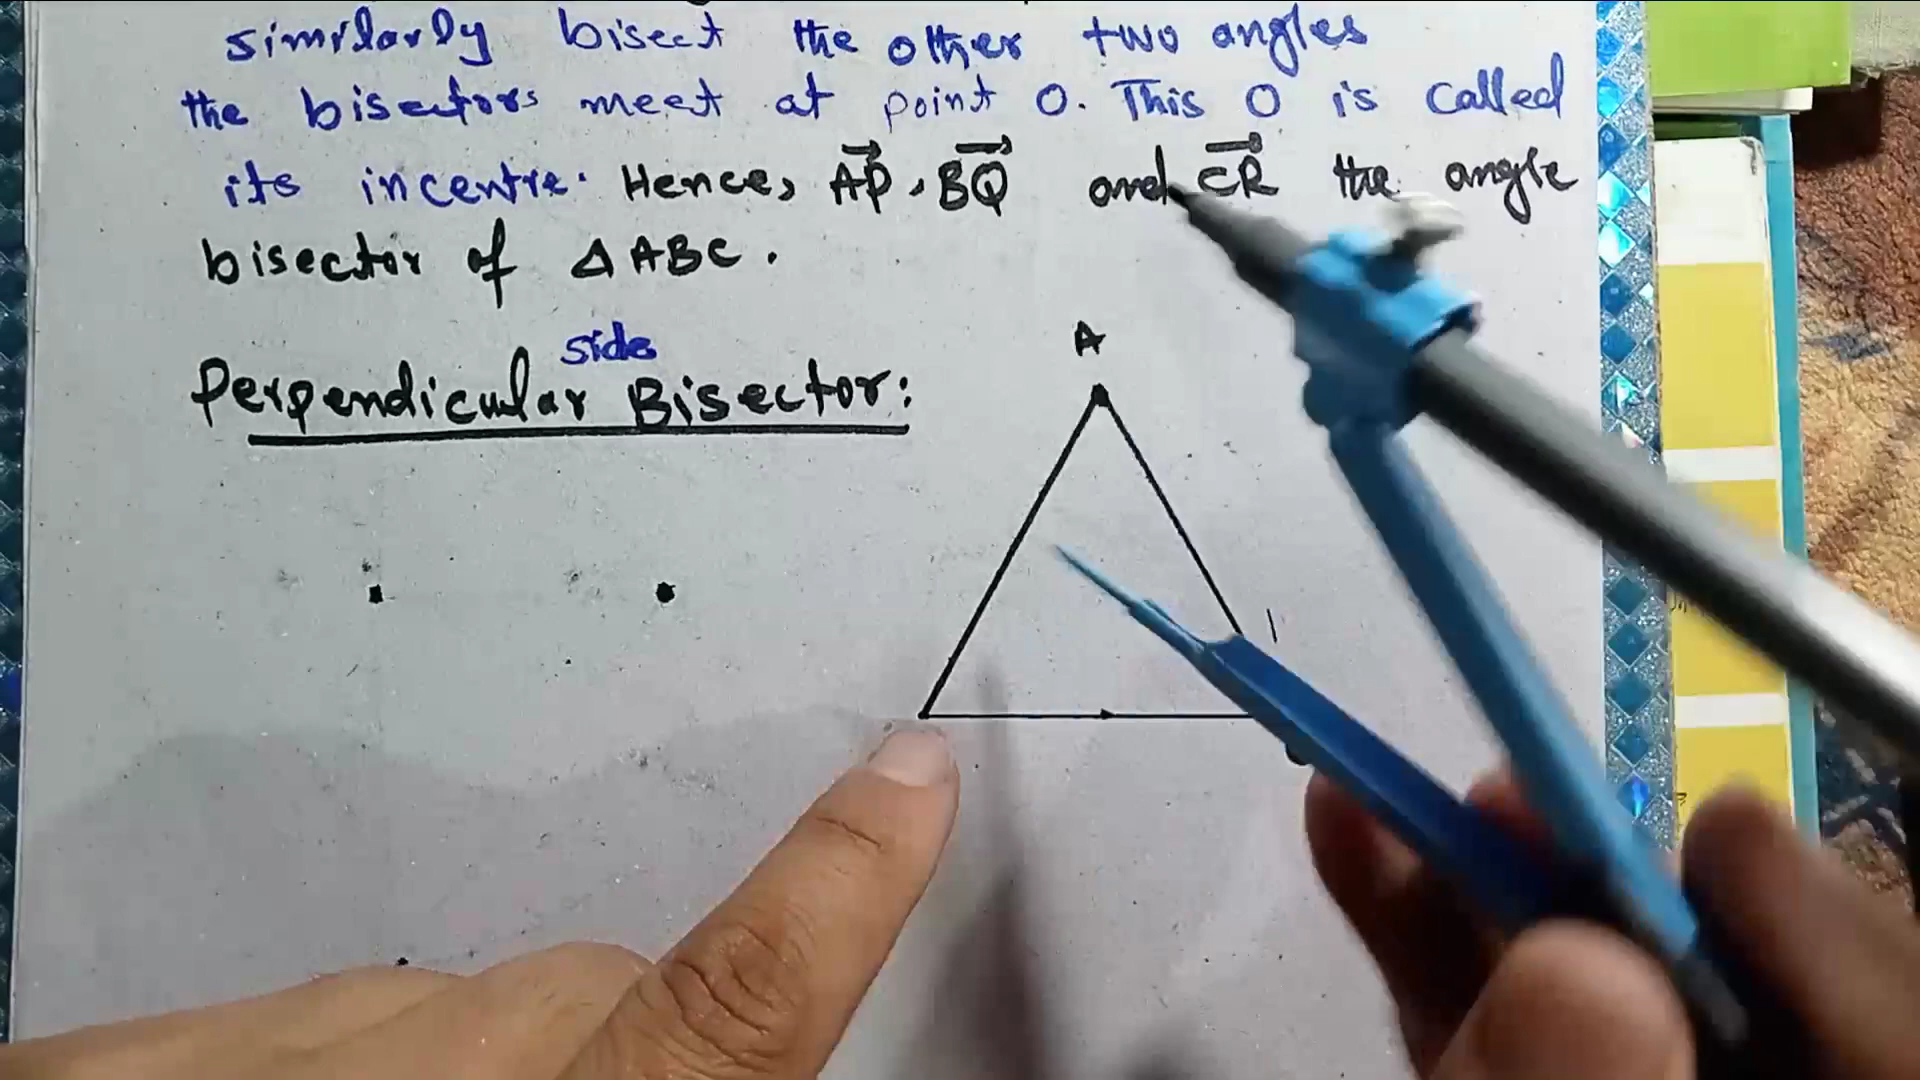 similarly bisect the other two angles
the bisectors meet at point O. This O is called
its incentre. Hence, AP, BQ and CR the angle
bisector of △ABC.
side
Perpendicular Bisector:
A